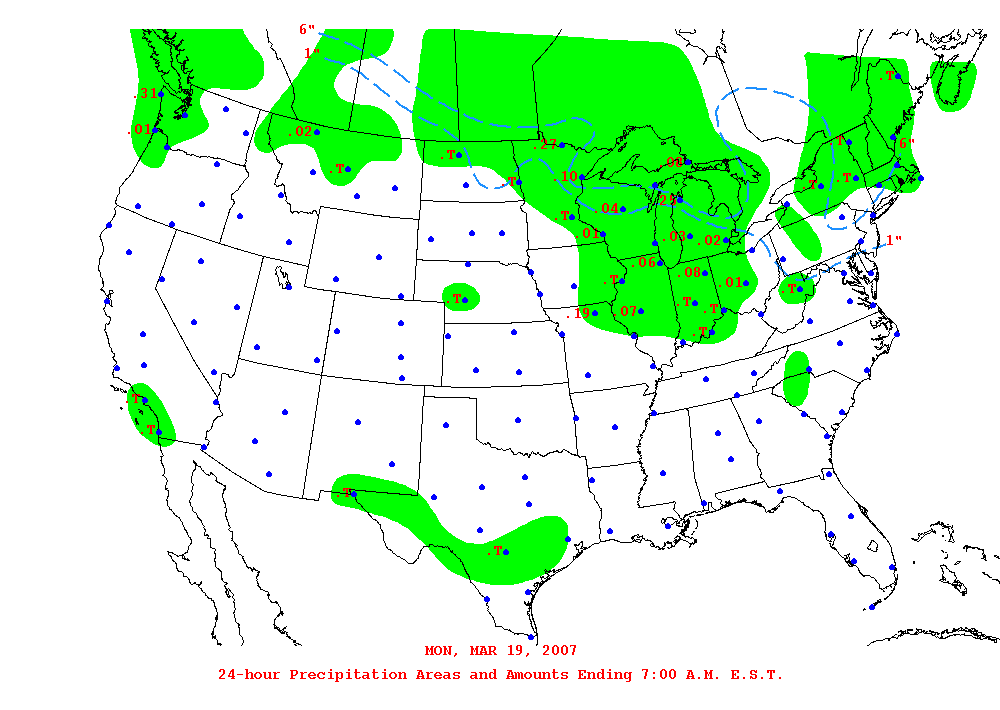 6"
1"
.31
.01
.02
.T
.T
.27
.T
.10
.08
.T
.T
.T
.T
6"
.T
.T
.25
.04
.T
.01
.03
.02
1"
.06
.08
.T
.01
.T
.T
.T
.T
.19
.07
.T
.T
.T
.T
.T
MON, MAR 19, 2007
24-hour Precipitation Areas and Amounts Ending 7:00 A.M. E.S.T.